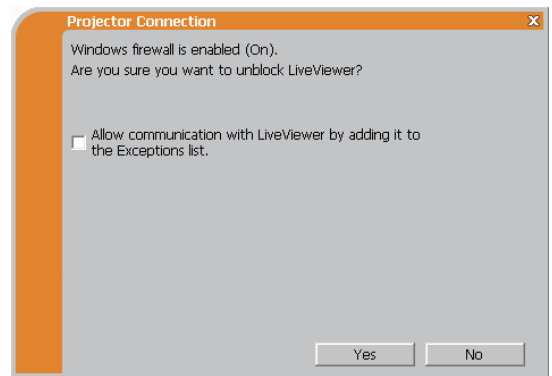 Projector Connection X
Windows firewall is enabled (On).
Are you sure you want to unblock LiveViewer?
Allow communication with LiveViewer by adding it to
the Exceptions list.
Yes No